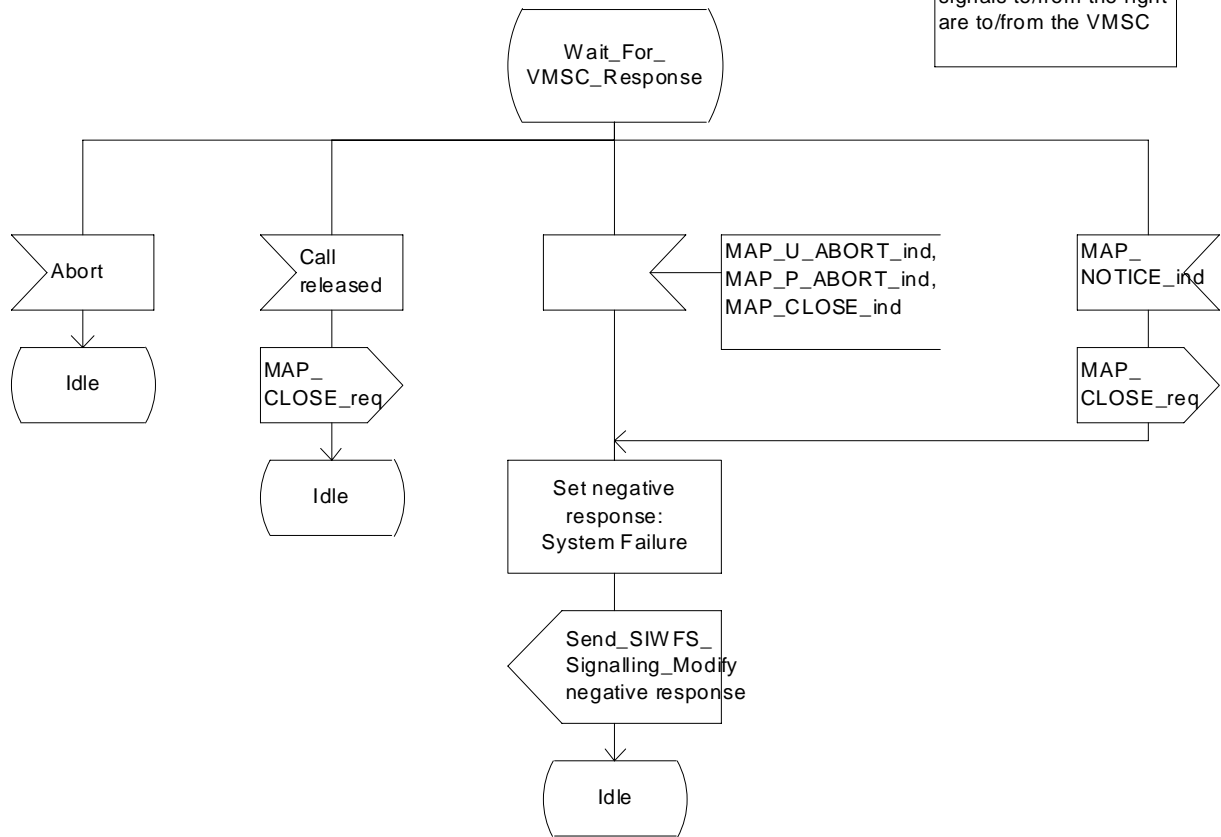 signals to/from the right
are to/from the VMSC
Wait_For_
VMSC_Response
Abort
Call
released
MAP_U_ABORT_ind,
MAP_P_ABORT_ind,
MAP_CLOSE_ind
MAP_
NOTICE_ind
Idle
MAP_
CLOSE_req
MAP_
CLOSE_req
Idle
Set negative
response:
System Failure
Send_SIWFS_
Signalling_Modify
negative response
Idle